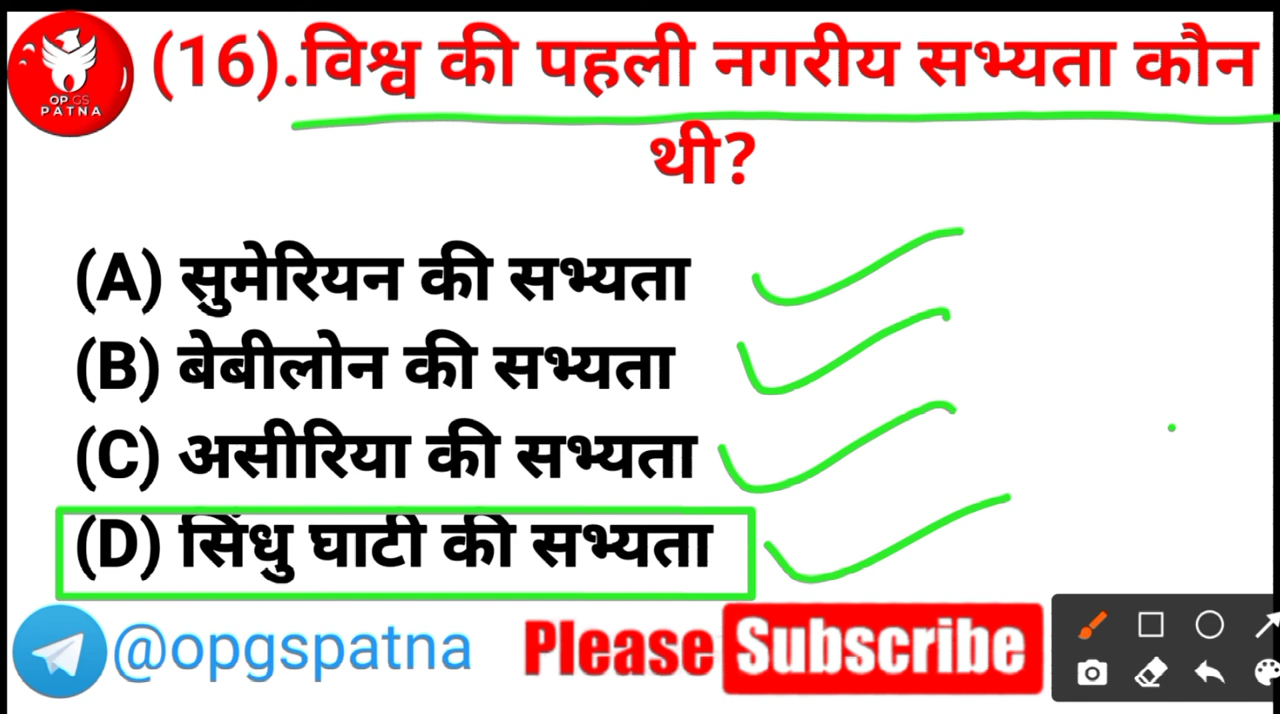 OP GS
PATNA
(16).विश्व की पहली नगरीय सभ्यता कौन
थी?
(A) सुमेरियन की सभ्यता
(B) बेबीलोन की सभ्यता
(C) असीरिया की सभ्यता
(D) सिंधु घाटी की सभ्यता
@opgspatna Please Subscribe